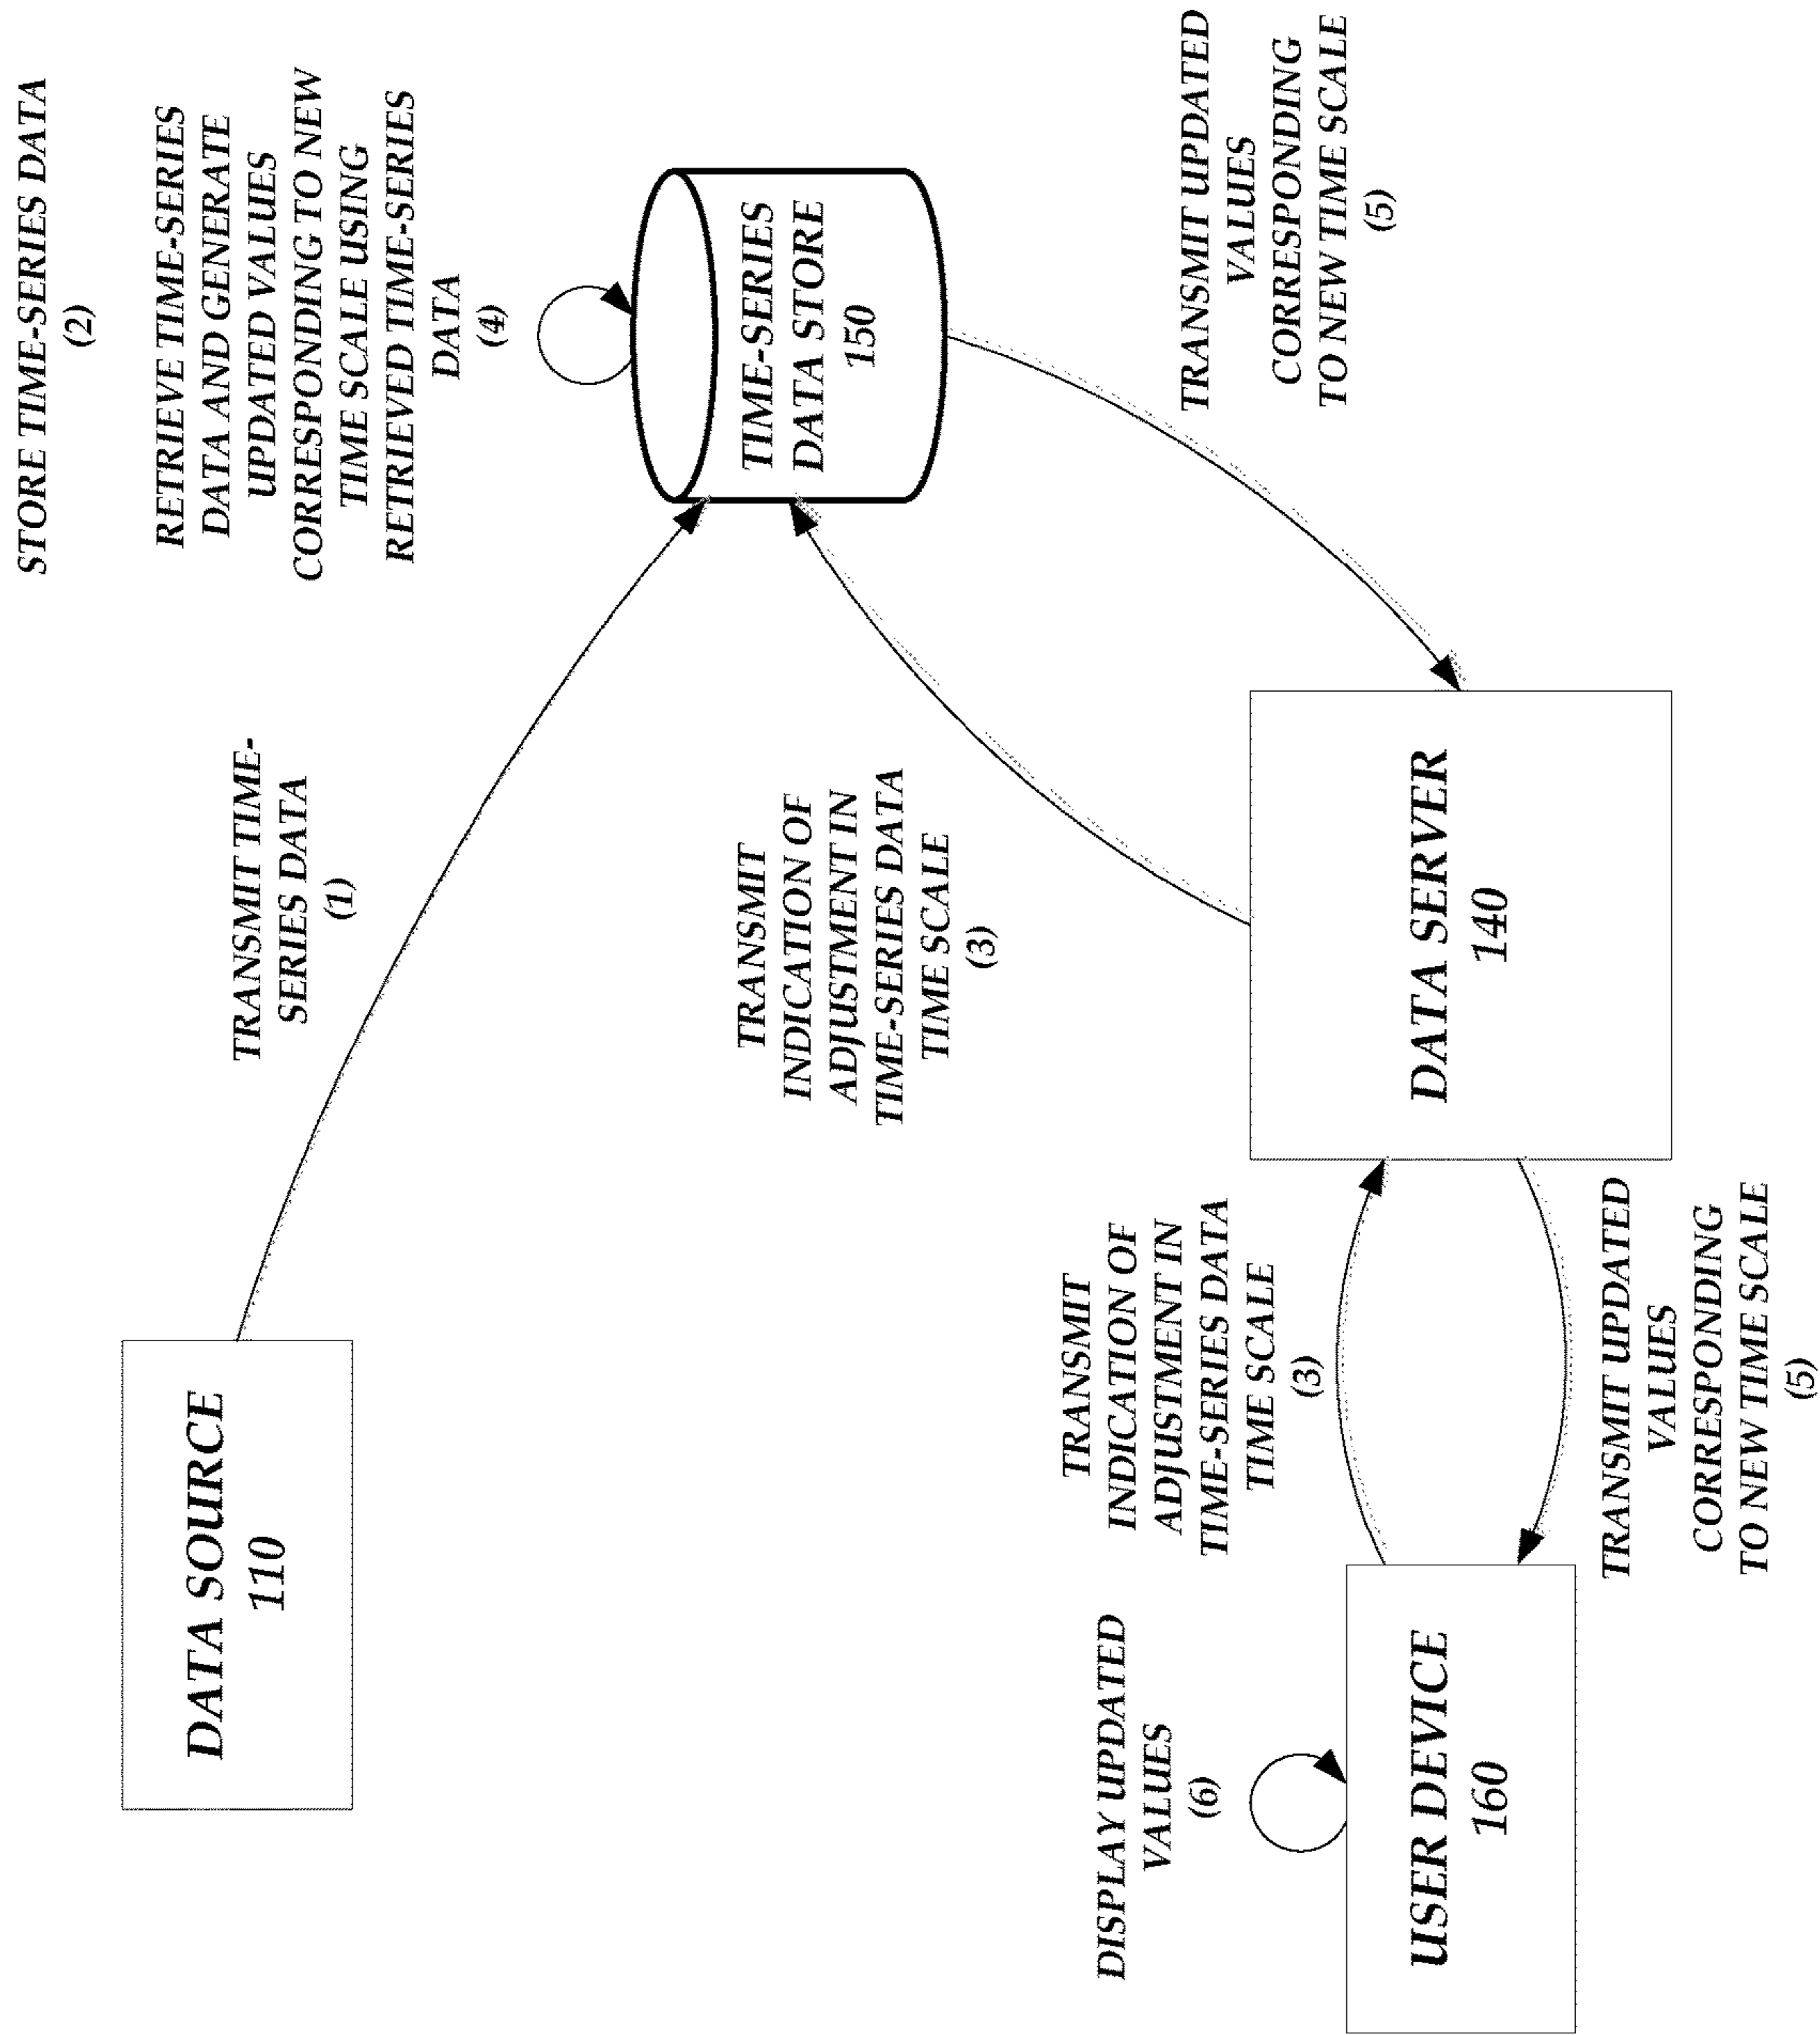 STORE TIME-SERIES DATA
(2)
RETRIEVE TIME-SERIES
DATA AND GENERATE
UPDATED VALUES
CORRESPONDING TO NEW
TIME SCALE USING
RETRIEVED TIME-SERIES
DATA
(4)
TRANSMIT TIME-
SERIES DATA
(1)
DATA SOURCE
110
TIME-SERIES
DATA STORE
150
TRANSMIT
INDICATION OF
ADJUSTMENT IN
TIME-SERIES DATA
TIME SCALE
(3)
TRANSMIT UPDATED
VALUES
CORRESPONDING
TO NEW TIME SCALE
(5)
DISPLAY UPDATED
VALUES
(6)
TRANSMIT
INDICATION OF
ADJUSTMENT IN
TIME-SERIES DATA
TIME SCALE
(3)
USER DEVICE
160
DATA SERVER
140
TRANSMIT UPDATED
VALUES
CORRESPONDING
TO NEW TIME SCALE
(5)